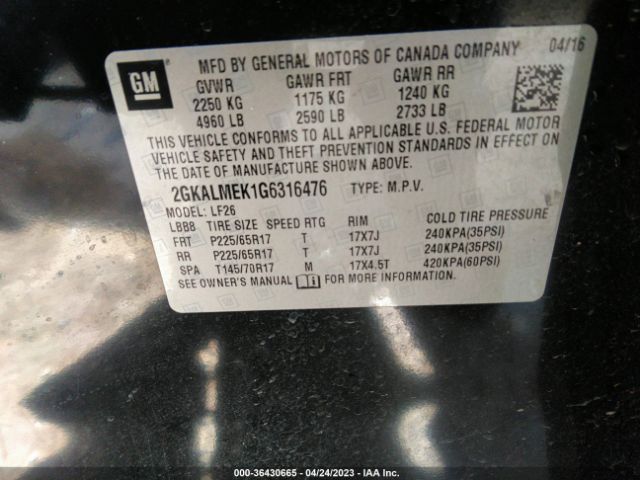 GM
MFD BY GENERAL MOTORS OF CANADA COMPANY 04/16
GVWR GAWR FRT GAWR RR
2250 KG 1175 KG 1240 KG
4960 LB 2590 LB 2733 LB
THIS VEHICLE CONFORMS TO ALL APPLICABLE U.S. FEDERAL MOTOR
VEHICLE SAFETY AND THEFT PREVENTION STANDARDS IN EFFECT ON
THE DATE OF MANUFACTURE SHOWN ABOVE.
2GKALMEK1G6316476 TYPE: M.P.V.
MODEL: LF26
LBBB TIRE SIZE SPEED RTG RIM COLD TIRE PRESSURE
FRT P225/65R17 T 17X7J 240KPA(35PSI)
RR P225/65R17 T 17X7J 240KPA(35PSI)
SPA T145/70R17 M 17X4.5T 420KPA(60PSI)
SEE OWNER'S MANUAL FOR MORE INFORMATION.
000-36430665 - 04/24/2023 - IAA Inc.